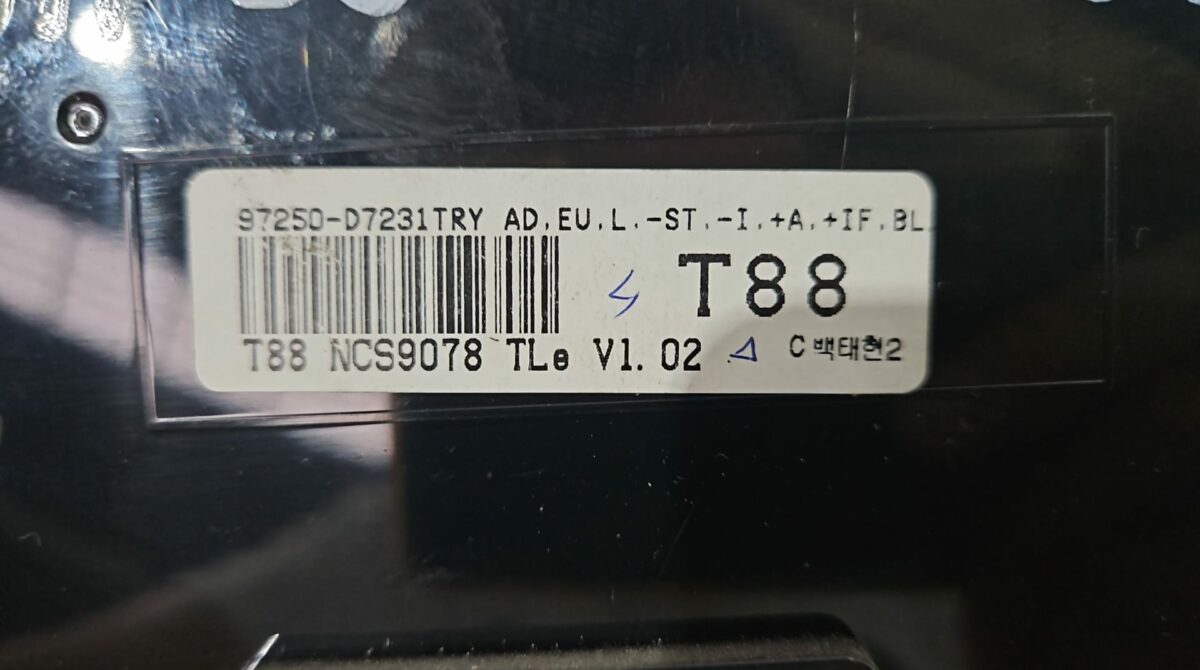 97250-D7231TRY AD.EU.L.-ST.-I.+A.+IF.BL
T88
T88 NCS9078 TLe V1.02 C백태현2